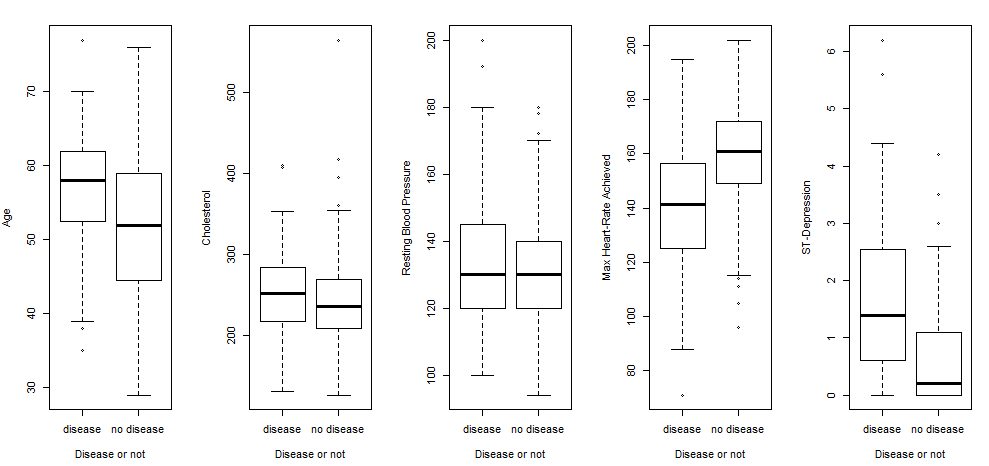 Age
30
40
50
60
70
disease
no disease
Disease or not
Cholesterol
200
300
400
500
disease
no disease
Disease or not
Resting Blood Pressure
100
120
140
160
180
200
disease
no disease
Disease or not
Max Heart-Rate Achieved
80
100
120
140
160
180
200
disease
no disease
Disease or not
ST-Depression
0
1
2
3
4
5
6
disease
no disease
Disease or not